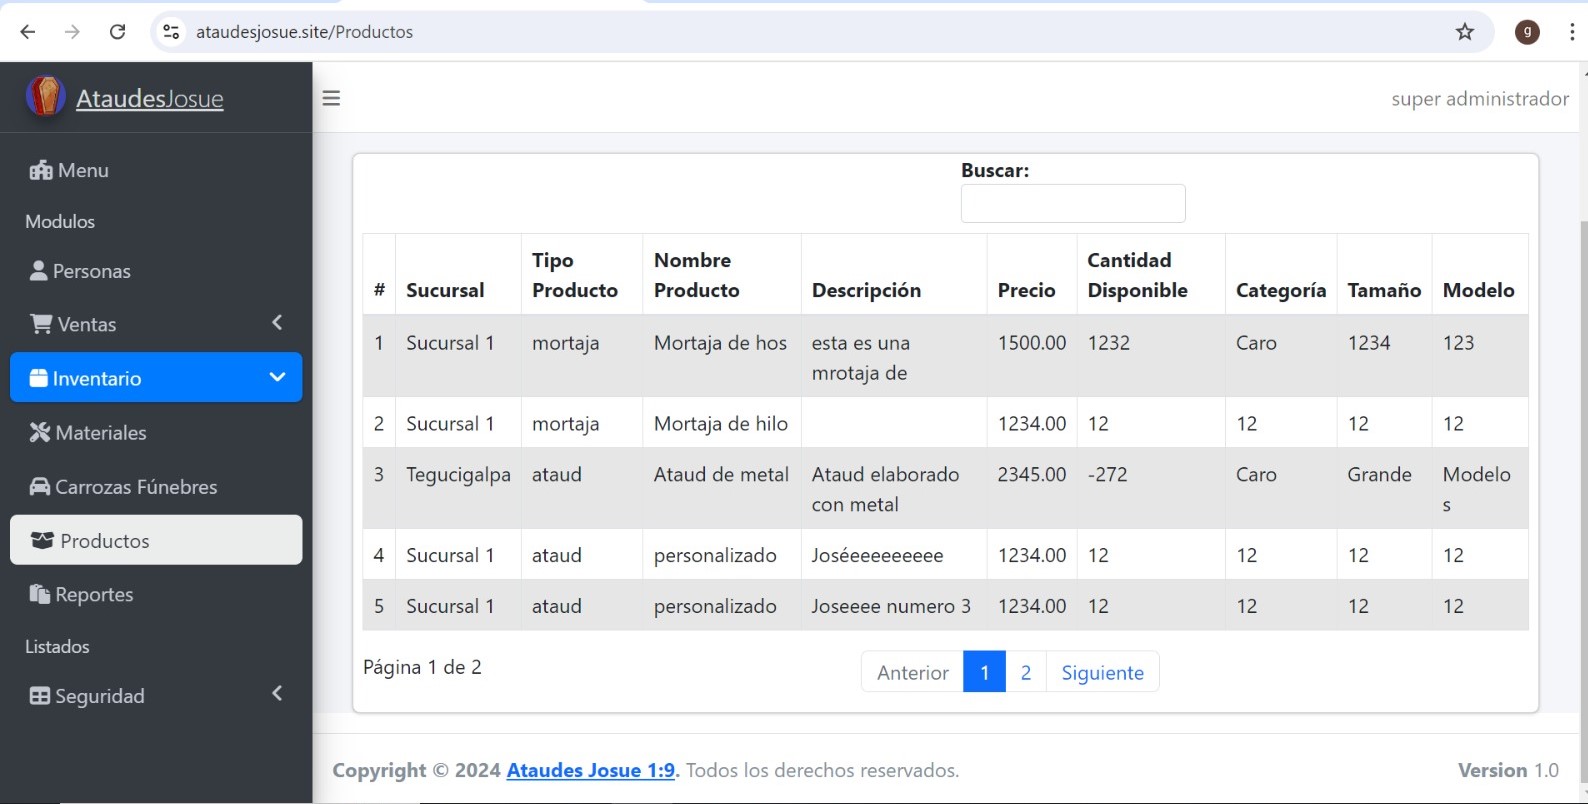 ataudesjosue.site/Productos
g
AtaudesJosue
super administrador
Menu
Modulos
Personas
Ventas
Inventario
Materiales
Carrozas Fúnebres
Productos
Reportes
Listados
Seguridad
Buscar:
# Sucursal Tipo Producto Nombre Producto Descripción Precio Cantidad Disponible Categoría Tamaño Modelo
1 Sucursal 1 mortaja Mortaja de hos esta es una mrotaja de 1500.00 1232 Caro 1234 123
2 Sucursal 1 mortaja Mortaja de hilo 1234.00 12 12 12 12
3 Tegucigalpa ataud Ataud de metal Ataud elaborado con metal 2345.00 -272 Caro Grande Modelos
4 Sucursal 1 ataud personalizado Joséeeeeeeeee 1234.00 12 12 12 12
5 Sucursal 1 ataud personalizado Joseeee numero 3 1234.00 12 12 12 12
Página 1 de 2
Anterior 1 2 Siguiente
Copyright © 2024 Ataudes Josue 1:9. Todos los derechos reservados.
Version 1.0